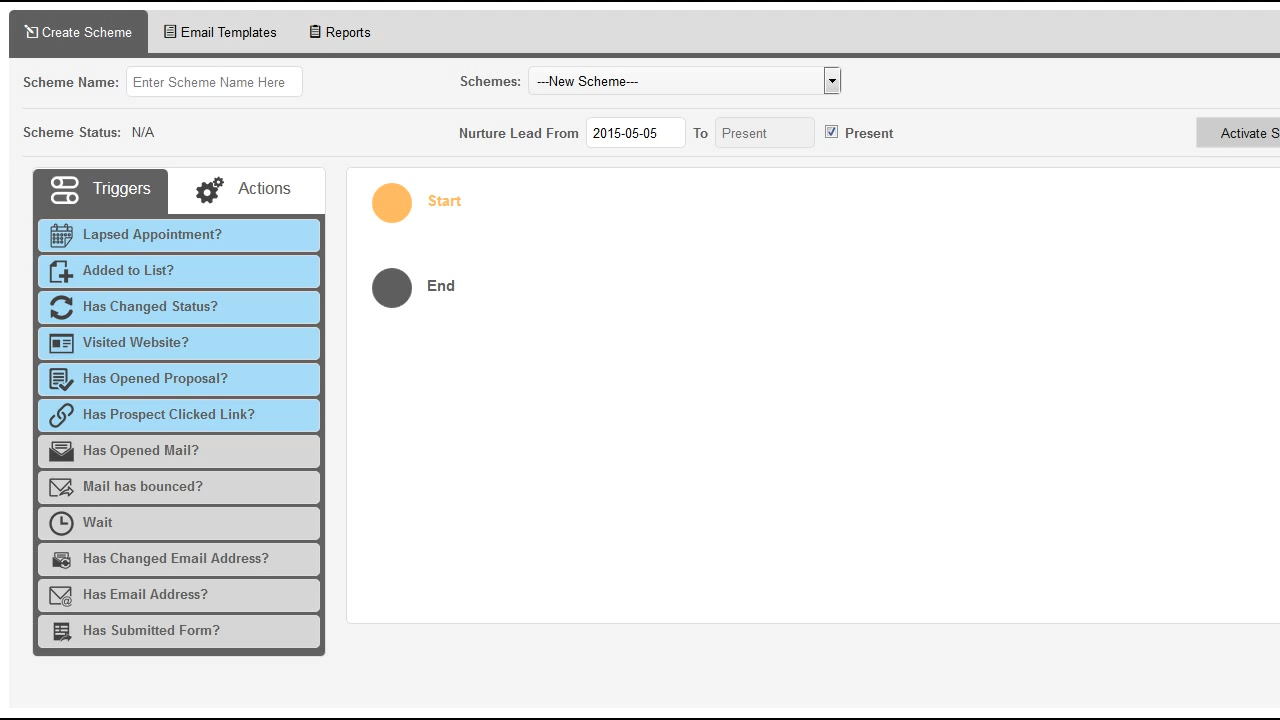 Create Scheme
Email Templates
Reports
Scheme Name: Enter Scheme Name Here
Schemes: ---New Scheme---
Scheme Status: N/A
Nurture Lead From 2015-05-05 To Present Present
Activate S
Triggers
Actions
Lapsed Appointment?
Added to List?
Has Changed Status?
Visited Website?
Has Opened Proposal?
Has Prospect Clicked Link?
Has Opened Mail?
Mail has bounced?
Wait
Has Changed Email Address?
Has Email Address?
Has Submitted Form?
Start
End